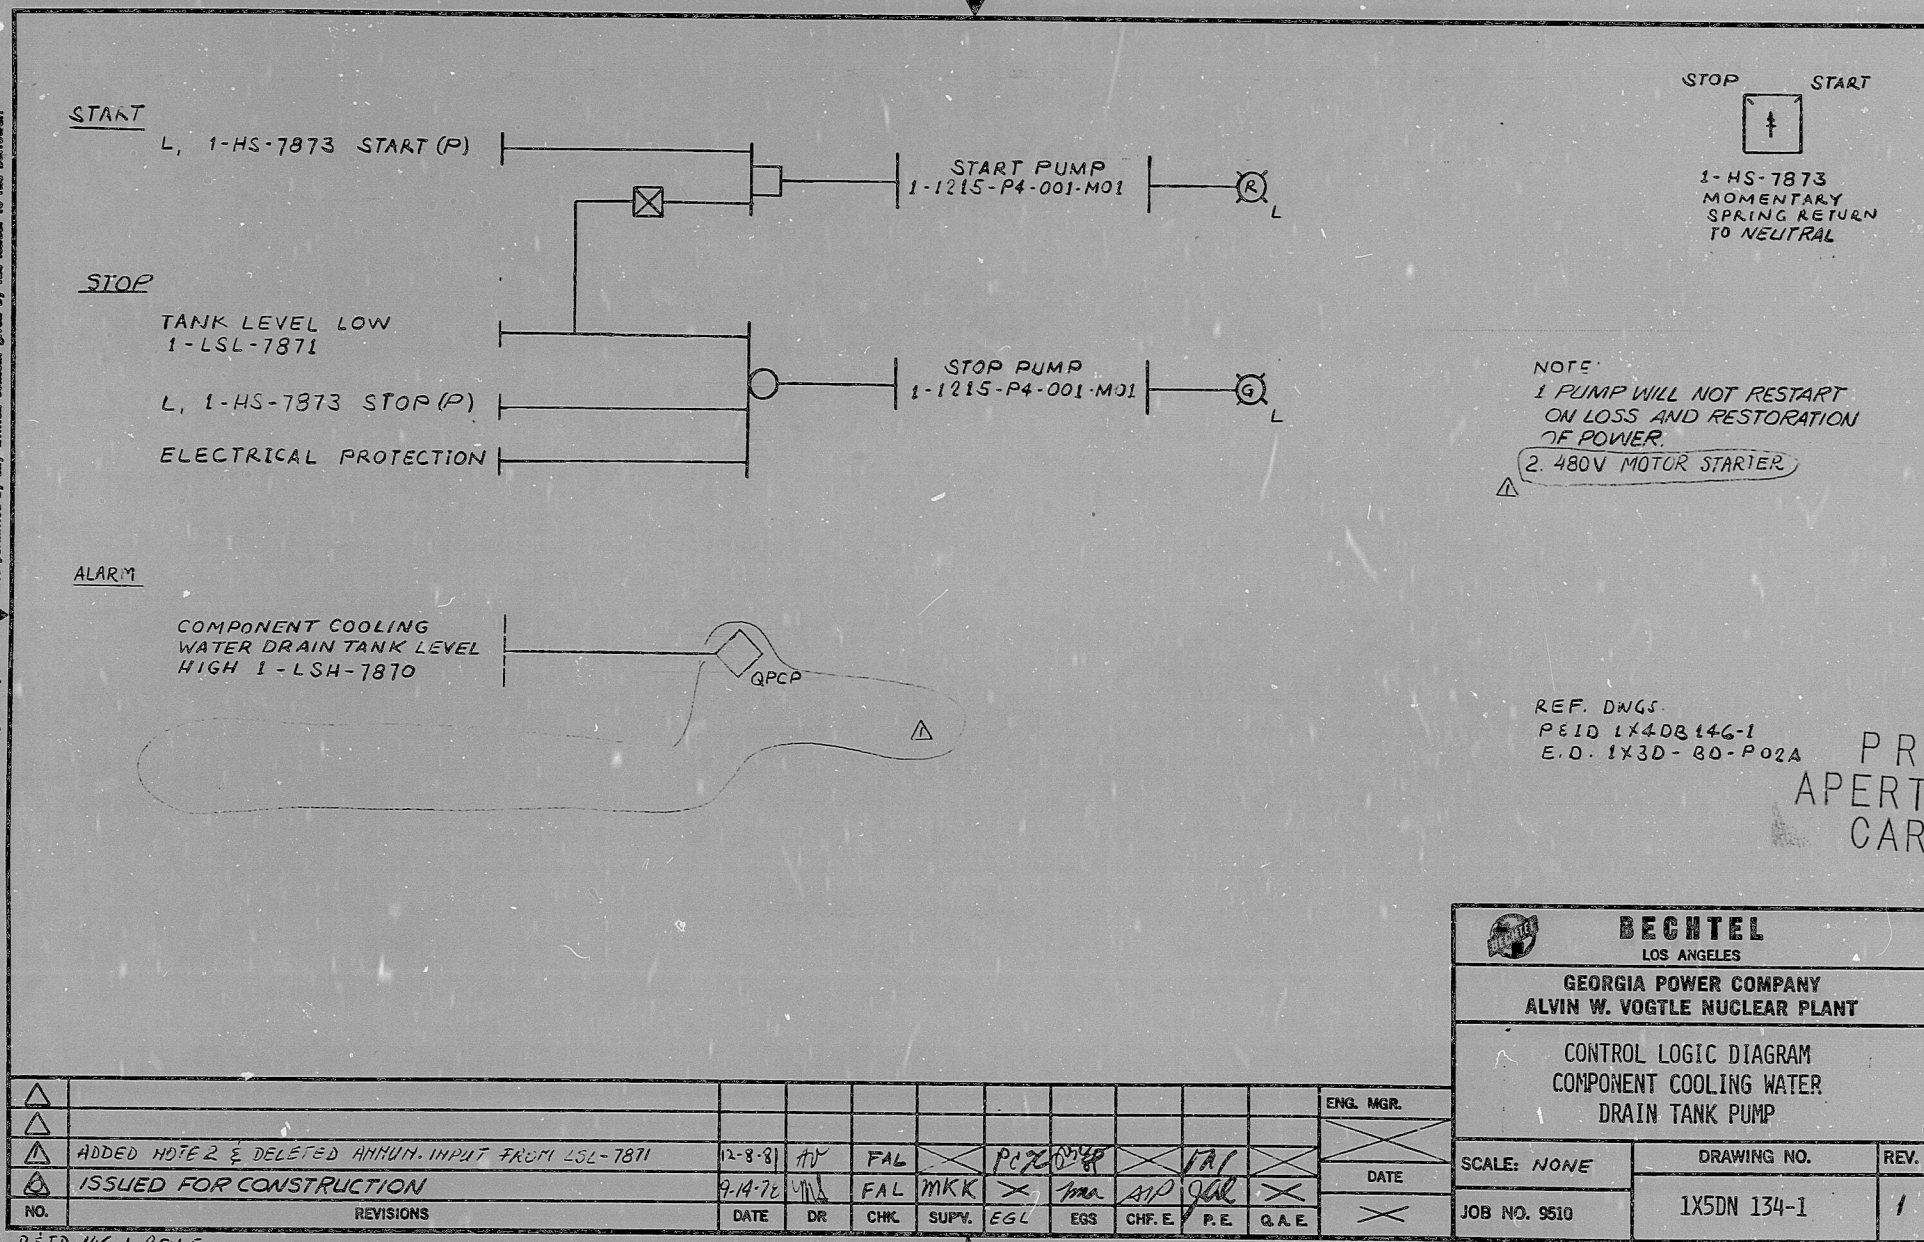 START
L, 1-HS-7873 START (P)
START PUMP
1-1215-P4-001-M01
R
L
STOP START
1-HS-7873
MOMENTARY
SPRING RETURN
TO NEUTRAL
STOP
TANK LEVEL LOW
1-LSL-7871
L, 1-HS-7873 STOP (P)
ELECTRICAL PROTECTION
STOP PUMP
1-1215-P4-001-M01
G
L
NOTE:
1 PUMP WILL NOT RESTART
ON LOSS AND RESTORATION
OF POWER.
2. 480V MOTOR STARTER
1
ALARM
COMPONENT COOLING
WATER DRAIN TANK LEVEL
HIGH 1-LSH-7870
QPCP
1
REF. DWGS.
P&ID 1X4DB146-1
E.D. 1X3D-BD-P02A
PR
APERT
CAR
BECHTEL
LOS ANGELES
GEORGIA POWER COMPANY
ALVIN W. VOGTLE NUCLEAR PLANT
CONTROL LOGIC DIAGRAM
COMPONENT COOLING WATER
DRAIN TANK PUMP
SCALE: NONE
DRAWING NO.
REV.
JOB NO. 9510
1X5DN 134-1
1
ENG. MGR.
DATE
1 ADDED NOTE 2 & DELETED ANNUN. INPUT FROM LSL-7871 12-8-81 AV FAL
0 ISSUED FOR CONSTRUCTION FAL MKK
NO. REVISIONS DATE DR CHK. SUPV. EGL EGS CHF. E. P. E. Q. A. E.